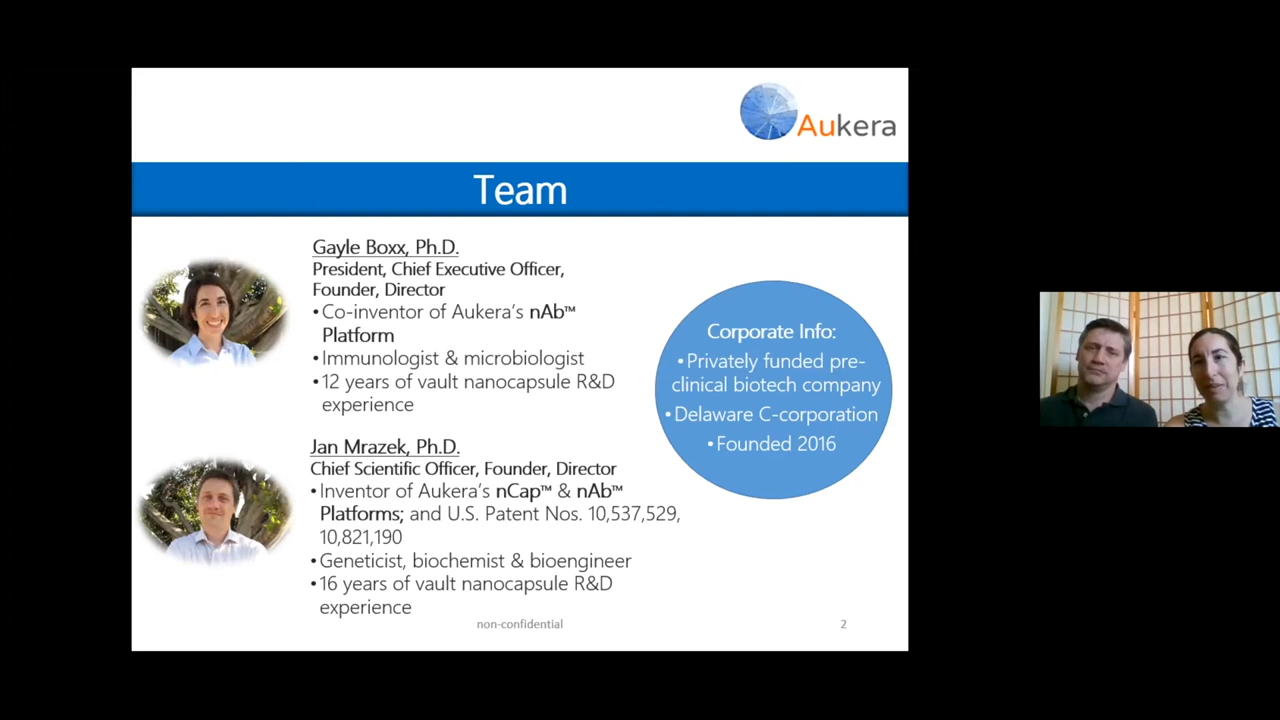 Aukera
Team
Gayle Boxx, Ph.D.
President, Chief Executive Officer,
Founder, Director
•Co-inventor of Aukera's nAb™
Platform
•Immunologist & microbiologist
•12 years of vault nanocapsule R&D
experience
Jan Mrazek, Ph.D.
Chief Scientific Officer, Founder, Director
•Inventor of Aukera's nCap™ & nAb™
Platforms; and U.S. Patent Nos. 10,537,529,
10,821,190
•Geneticist, biochemist & bioengineer
•16 years of vault nanocapsule R&D
experience
Corporate Info:
•Privately funded pre-
clinical biotech company
•Delaware C-corporation
•Founded 2016
non-confidential
2